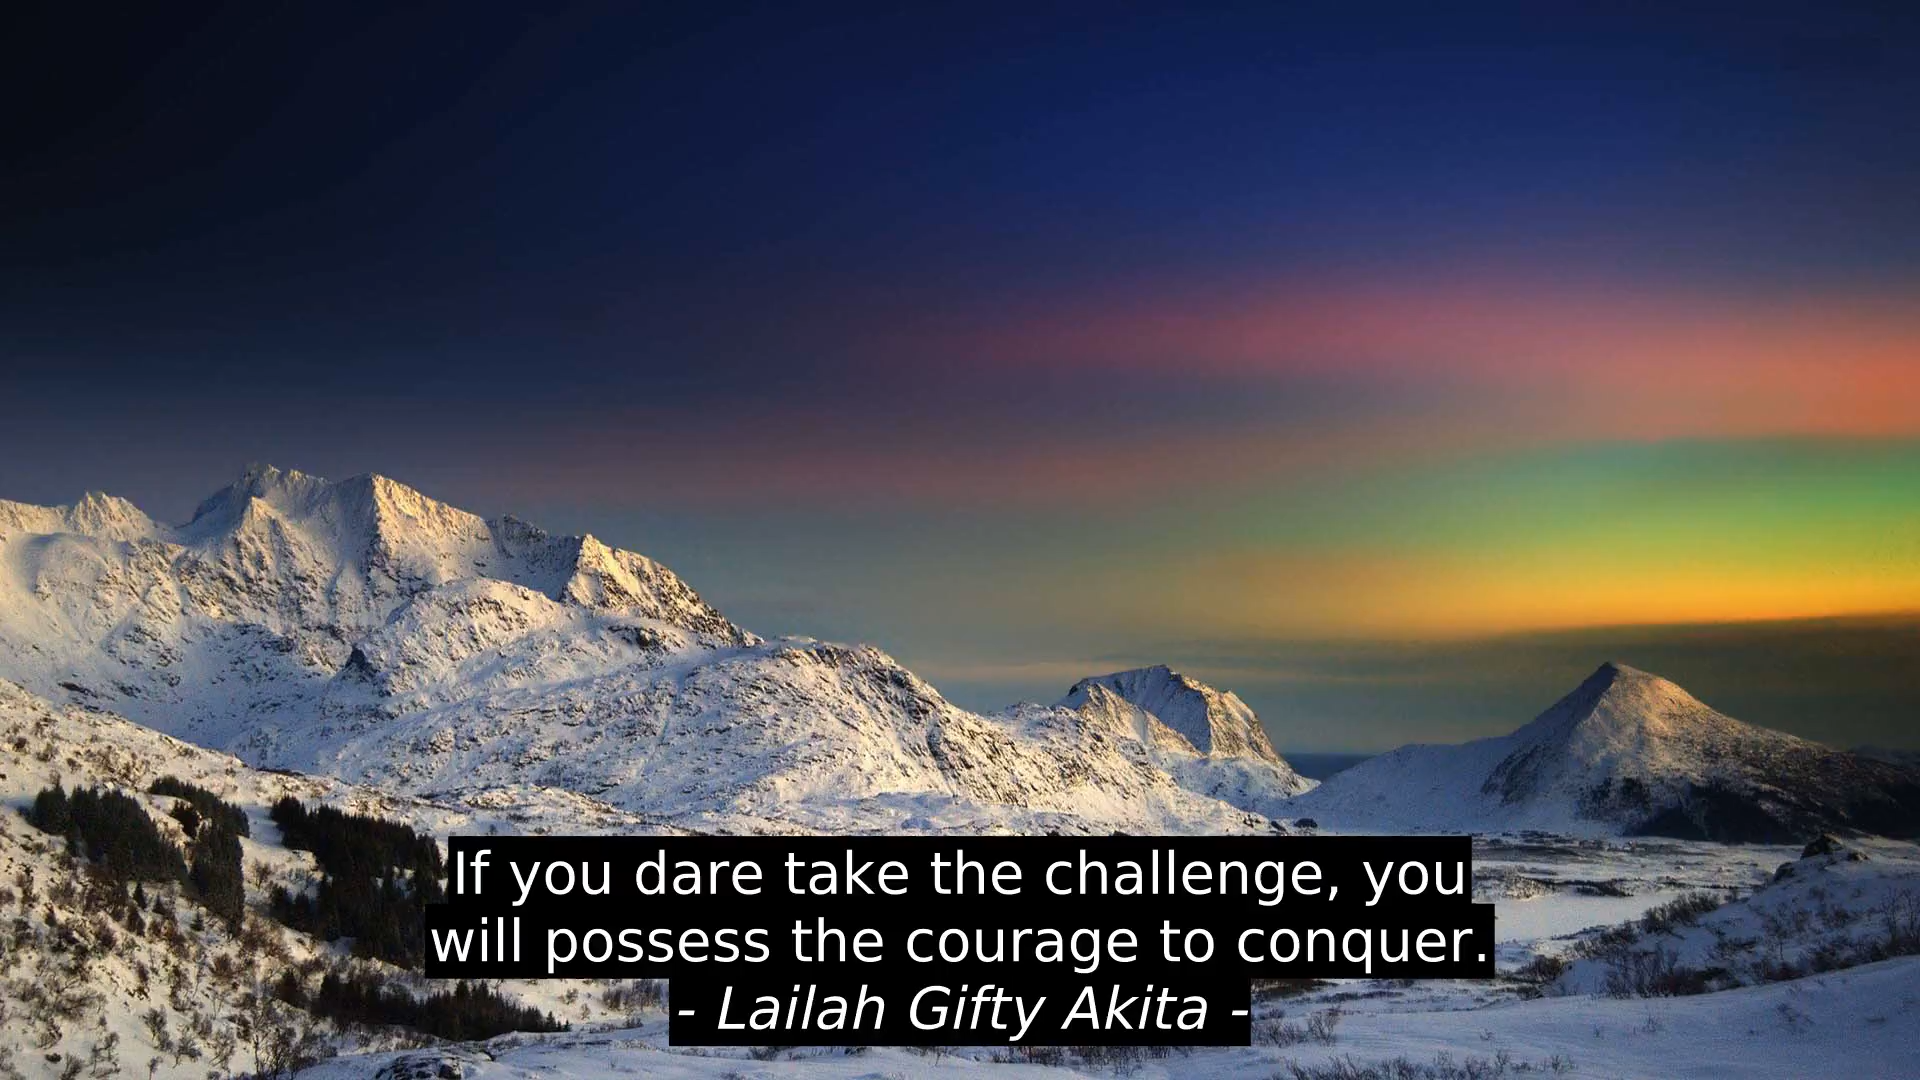 If you dare take the challenge, you
will possess the courage to conquer.
- Lailah Gifty Akita -